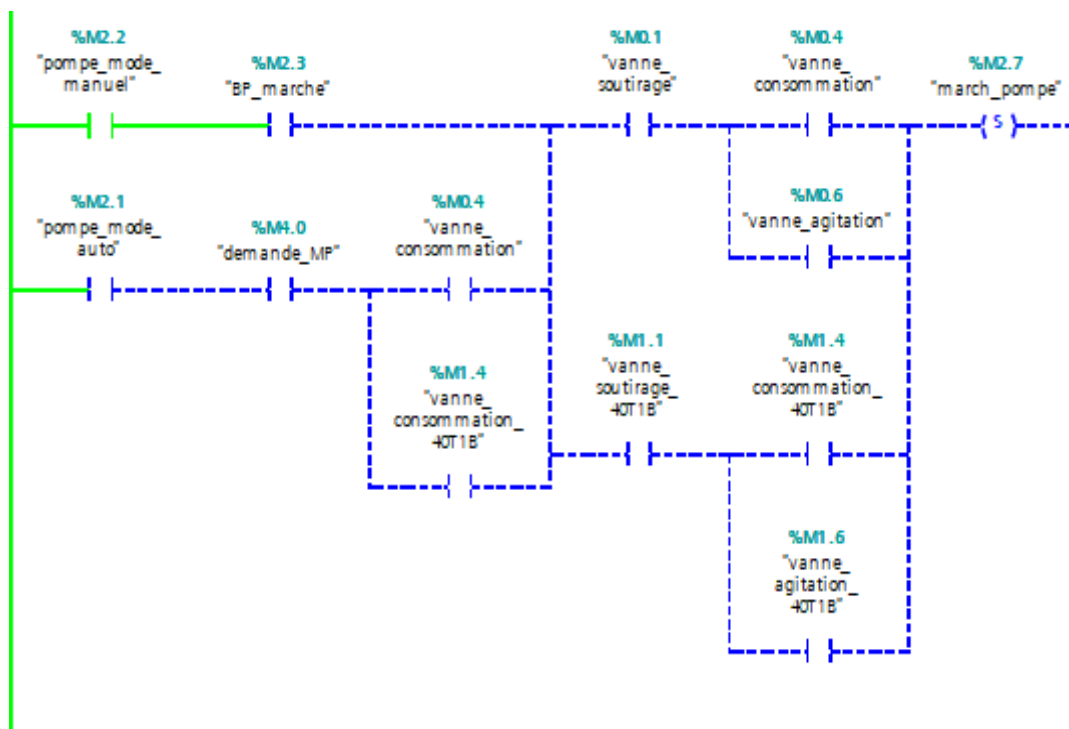 %M2.2
"pompe_mode_
manuel"
%M2.3
"BP_marche"
%M0.1
"vanne_
soutirage"
%M0.4
"vanne_
consommation"
%M2.7
"march_pompe"
S
%M2.1
"pompe_mode_
auto"
%M4.0
"demande_MP"
%M0.4
"vanne_
consommation"
%M0.6
"vanne_agitation"
%M1.4
"vanne_
consommation_
40T1B"
%M1.1
"vanne_
soutirage_
40T1B"
%M1.4
"vanne_
consommation_
40T1B"
%M1.6
"vanne_
agitation_
40T1B"